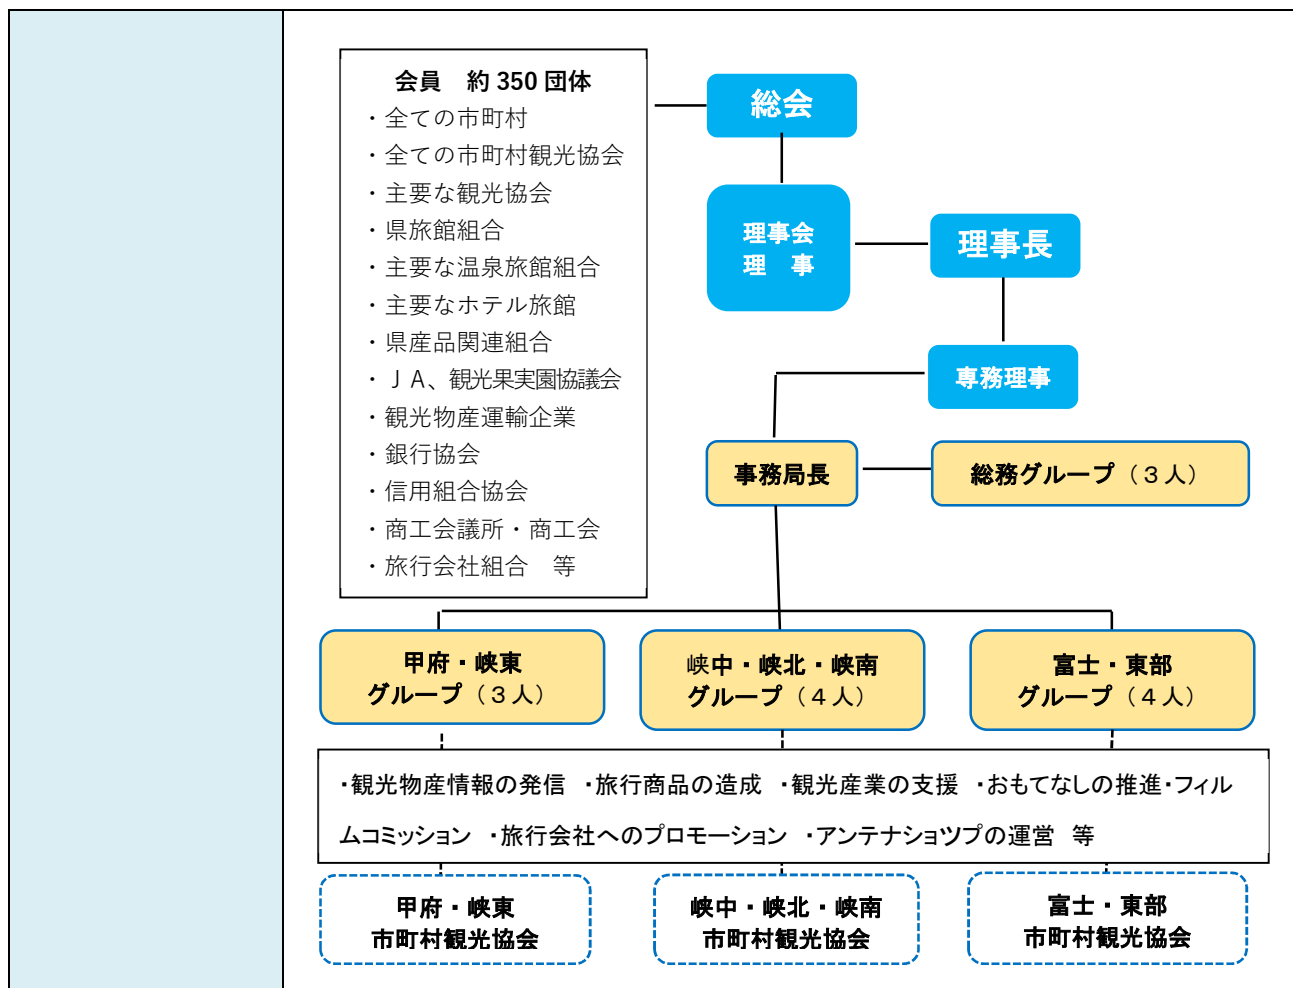 会員　約 350 団体
・全ての市町村
・全ての市町村観光協会
・主要な観光協会
・県旅館組合
・主要な温泉旅館組合
・主要なホテル旅館
・県産品関連組合
・ＪＡ、観光果実園協議会
・観光物産運輸企業
・銀行協会
・信用組合協会
・商工会議所・商工会
・旅行会社組合　等
総会
理事会
理　事
理事長
専務理事
事務局長
総務グループ（３人）
甲府・峡東
グループ（３人）
峡中・峡北・峡南
グループ（４人）
富士・東部
グループ（４人）
・観光物産情報の発信　・旅行商品の造成　・観光産業の支援　・おもてなしの推進・フィル
ムコミッション　・旅行会社へのプロモーション　・アンテナショツプの運営　等
甲府・峡東
市町村観光協会
峡中・峡北・峡南
市町村観光協会
富士・東部
市町村観光協会